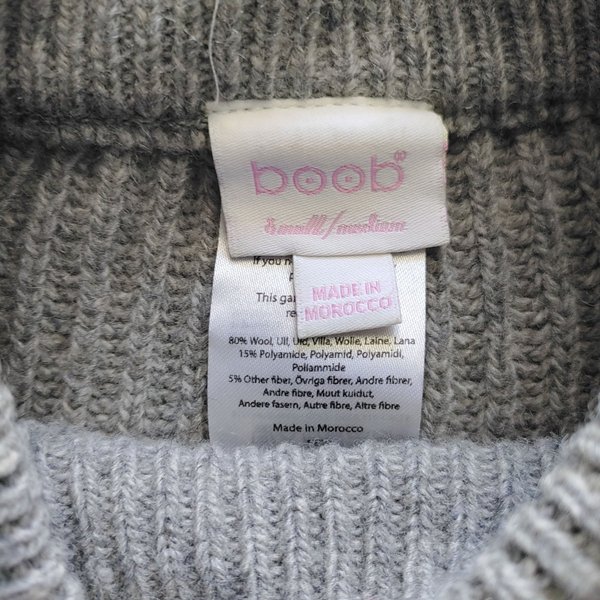 boob®
Small/medium
If you n
MADE IN
MOROCCO
This ga
80% Wool, Ull, Uld, Villa, Wolle, Laine, Lana
15% Polyamide, Polyamid, Polyamidi,
Poliammide
5% Other fiber, Övriga fibrer, Andre fibrer,
Andre fibre, Muut kuidut,
Andere fasern, Autre fibre, Altre fibre
Made in Morocco